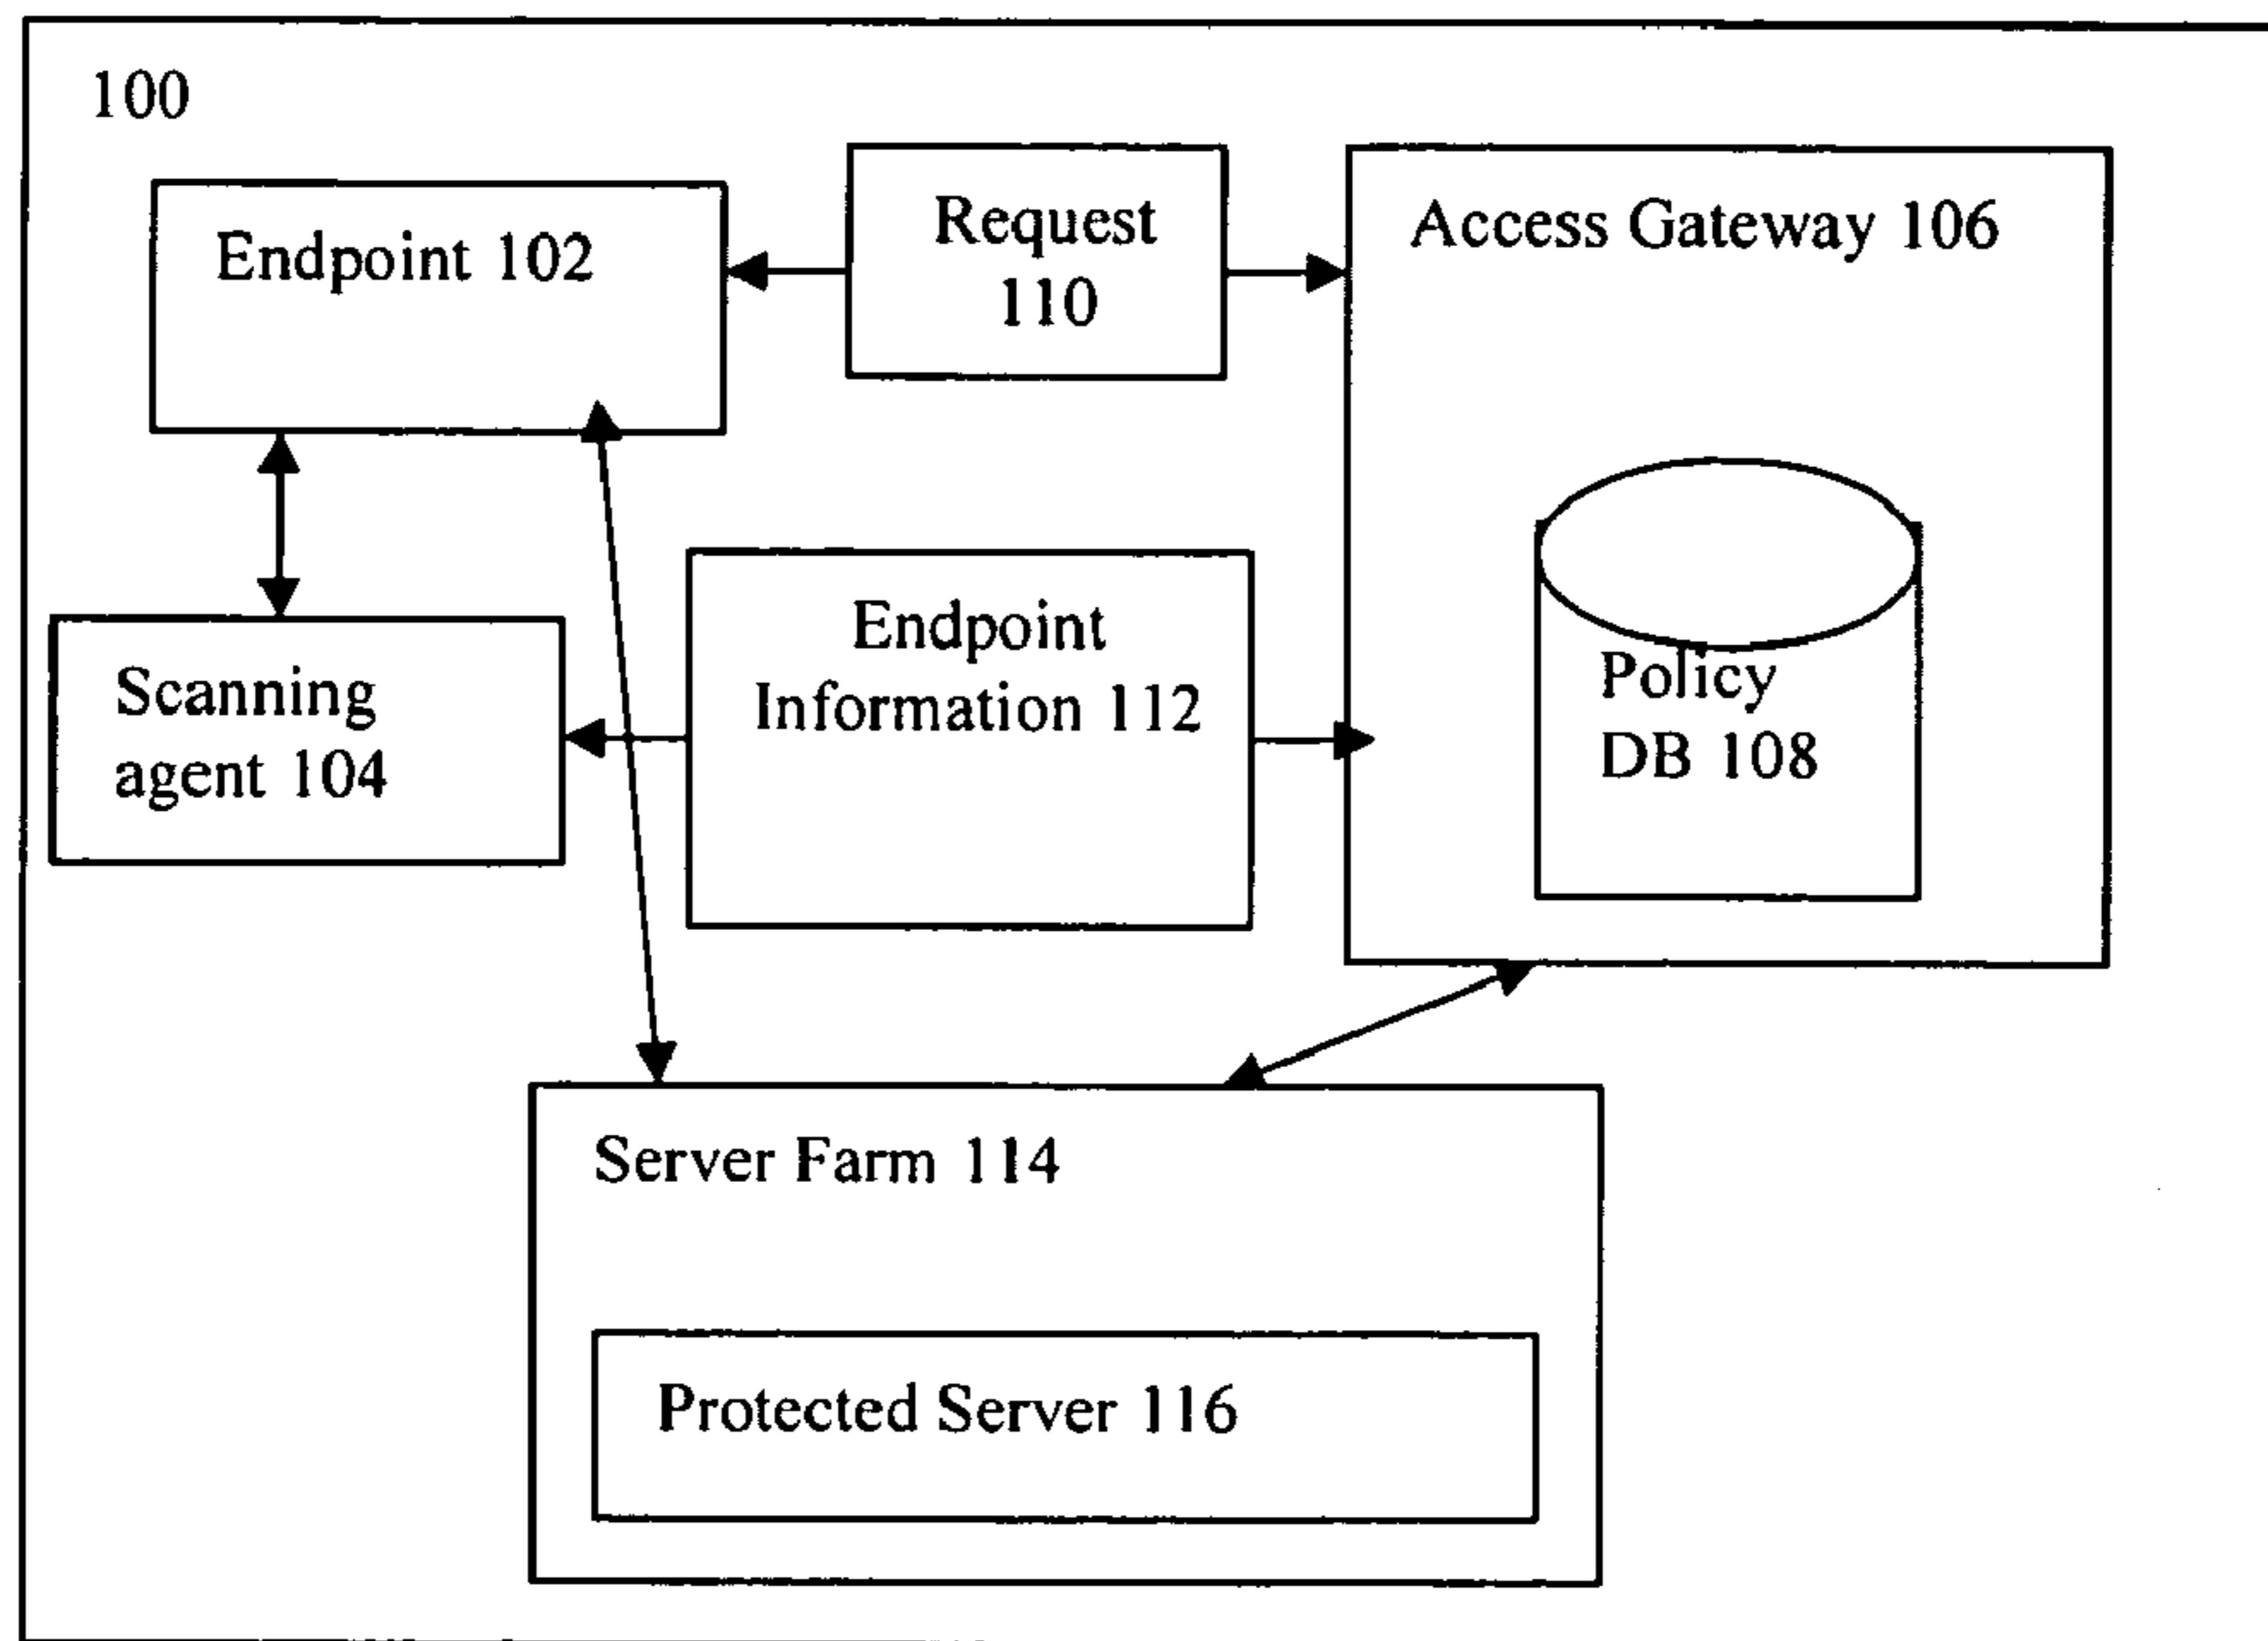 100
Endpoint 102
Request
110
Access Gateway 106
Scanning
agent 104
Endpoint
Information 112
Policy
DB 108
Server Farm 114
Protected Server 116